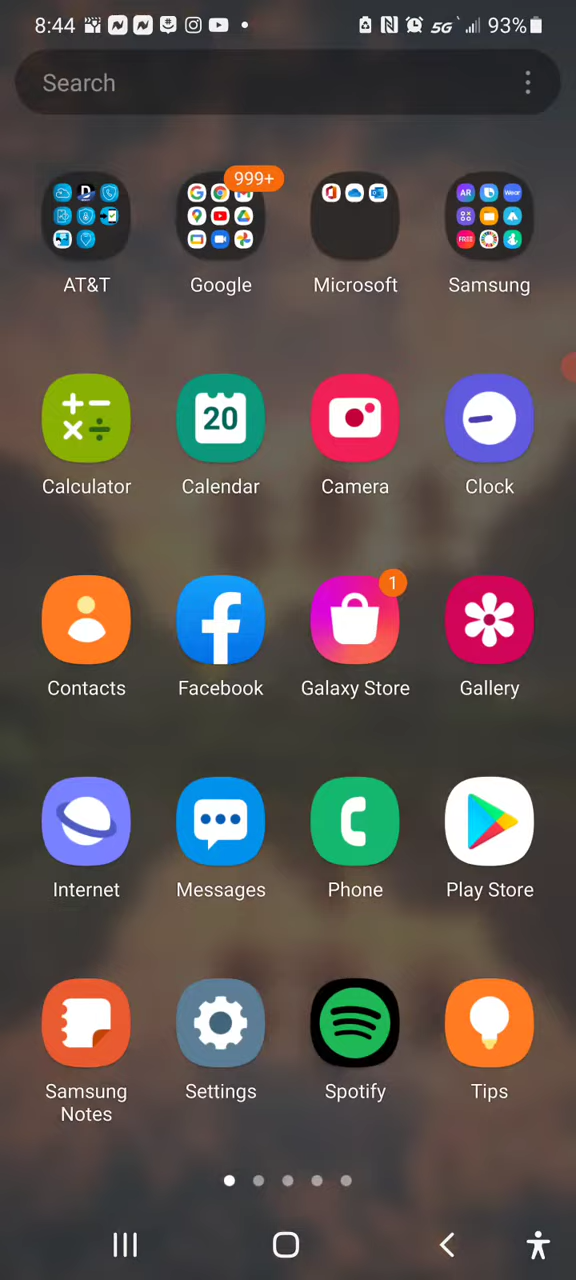 8:44 5G 93%
Search
999+
AT&T Google Microsoft Samsung
20
Calculator Calendar Camera Clock
1
Contacts Facebook Galaxy Store Gallery
Internet Messages Phone Play Store
Samsung Notes Settings Spotify Tips